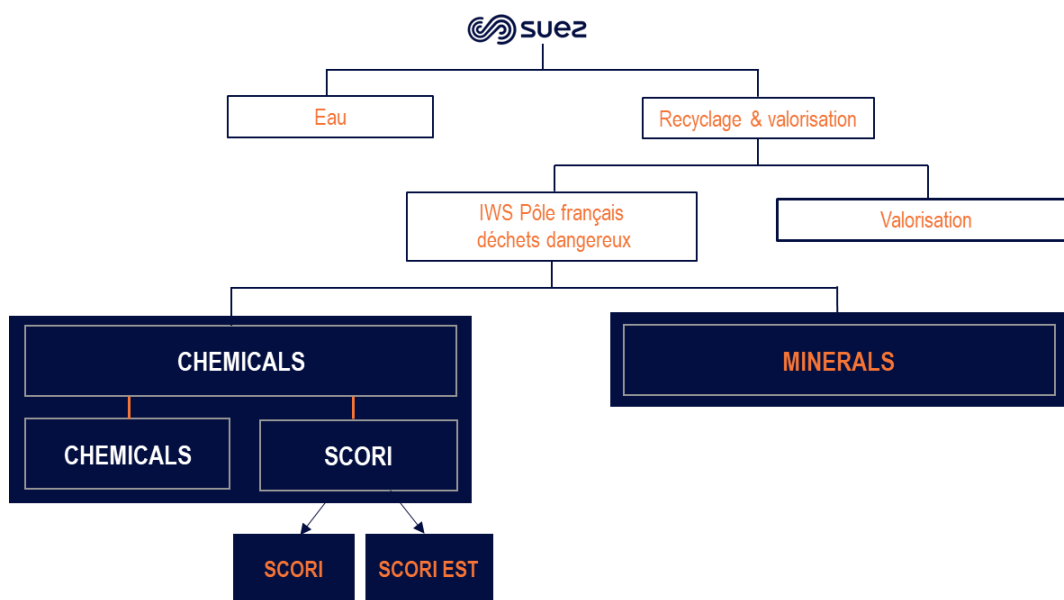 suez
Eau
Recyclage & valorisation
IWS Pôle français
déchets dangereux
Valorisation
CHEMICALS
MINERALS
CHEMICALS
SCORI
SCORI
SCORI EST